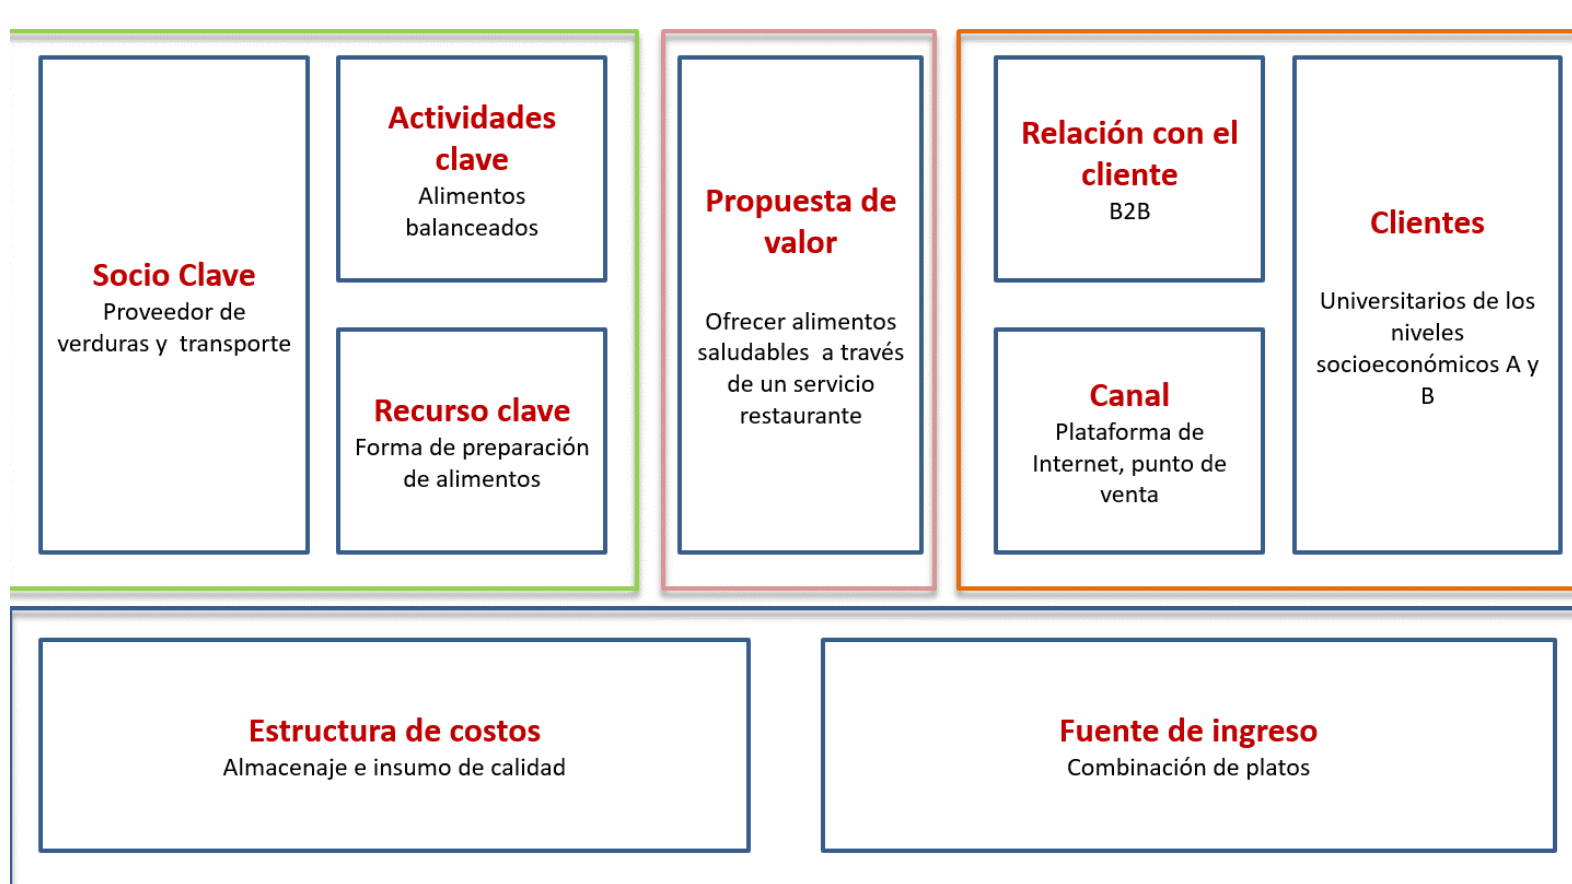 Socio Clave
Proveedor de
verduras y  transporte
Actividades
clave
Alimentos
balanceados
Recurso clave
Forma de preparación
de alimentos
Propuesta de
valor
Ofrecer alimentos
saludables  a través
de un servicio
restaurante
Relación con el
cliente
B2B
Canal
Plataforma de
Internet, punto de
venta
Clientes
Universitarios de los
niveles
socioeconómicos A y
B
Estructura de costos
Almacenaje e insumo de calidad
Fuente de ingreso
Combinación de platos